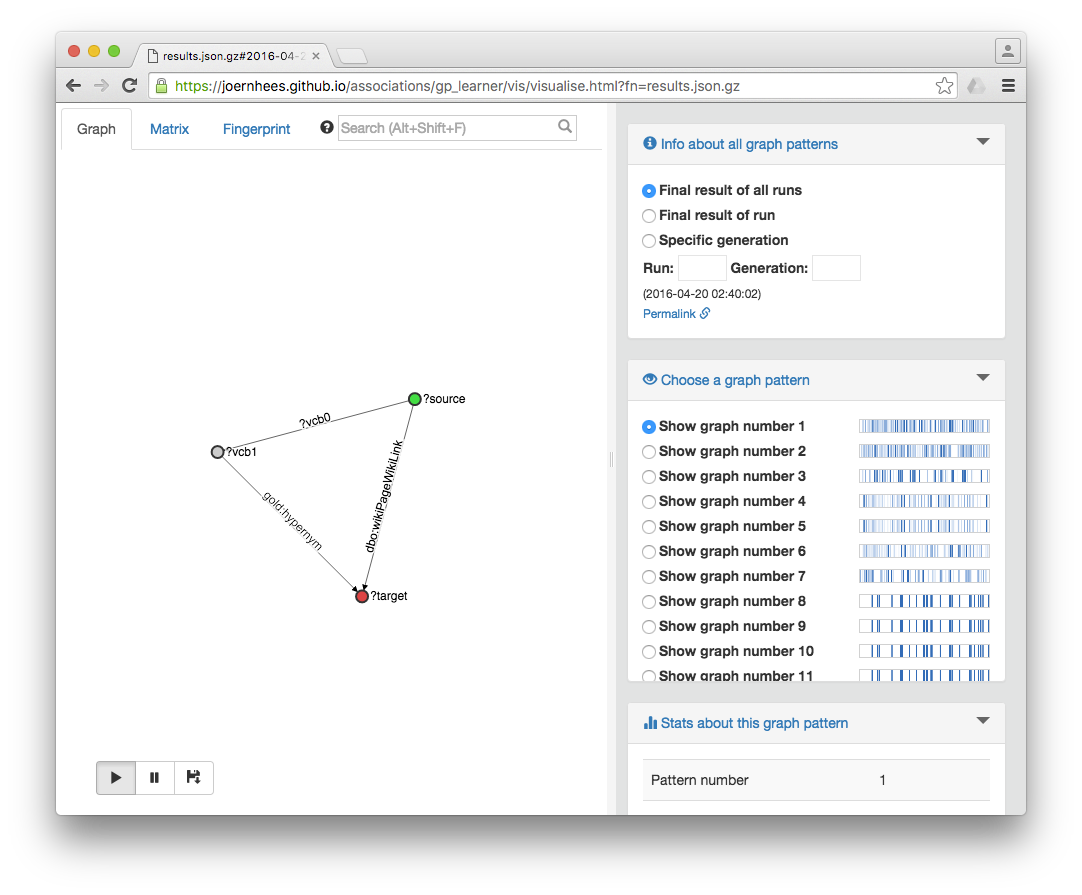 results.json.gz#2016-04-2
https://joernhees.github.io/associations/gp_learner/vis/visualise.html?fn=results.json.gz
Graph
Matrix
Fingerprint
Search (Alt+Shift+F)
?source
?vcb0
?vcb1
dbo:wikiPageWikiLink
gold:hypernym
?target
Info about all graph patterns
Final result of all runs
Final result of run
Specific generation
Run:
Generation:
(2016-04-20 02:40:02)
Permalink
Choose a graph pattern
Show graph number 1
Show graph number 2
Show graph number 3
Show graph number 4
Show graph number 5
Show graph number 6
Show graph number 7
Show graph number 8
Show graph number 9
Show graph number 10
Show graph number 11
Stats about this graph pattern
Pattern number 1